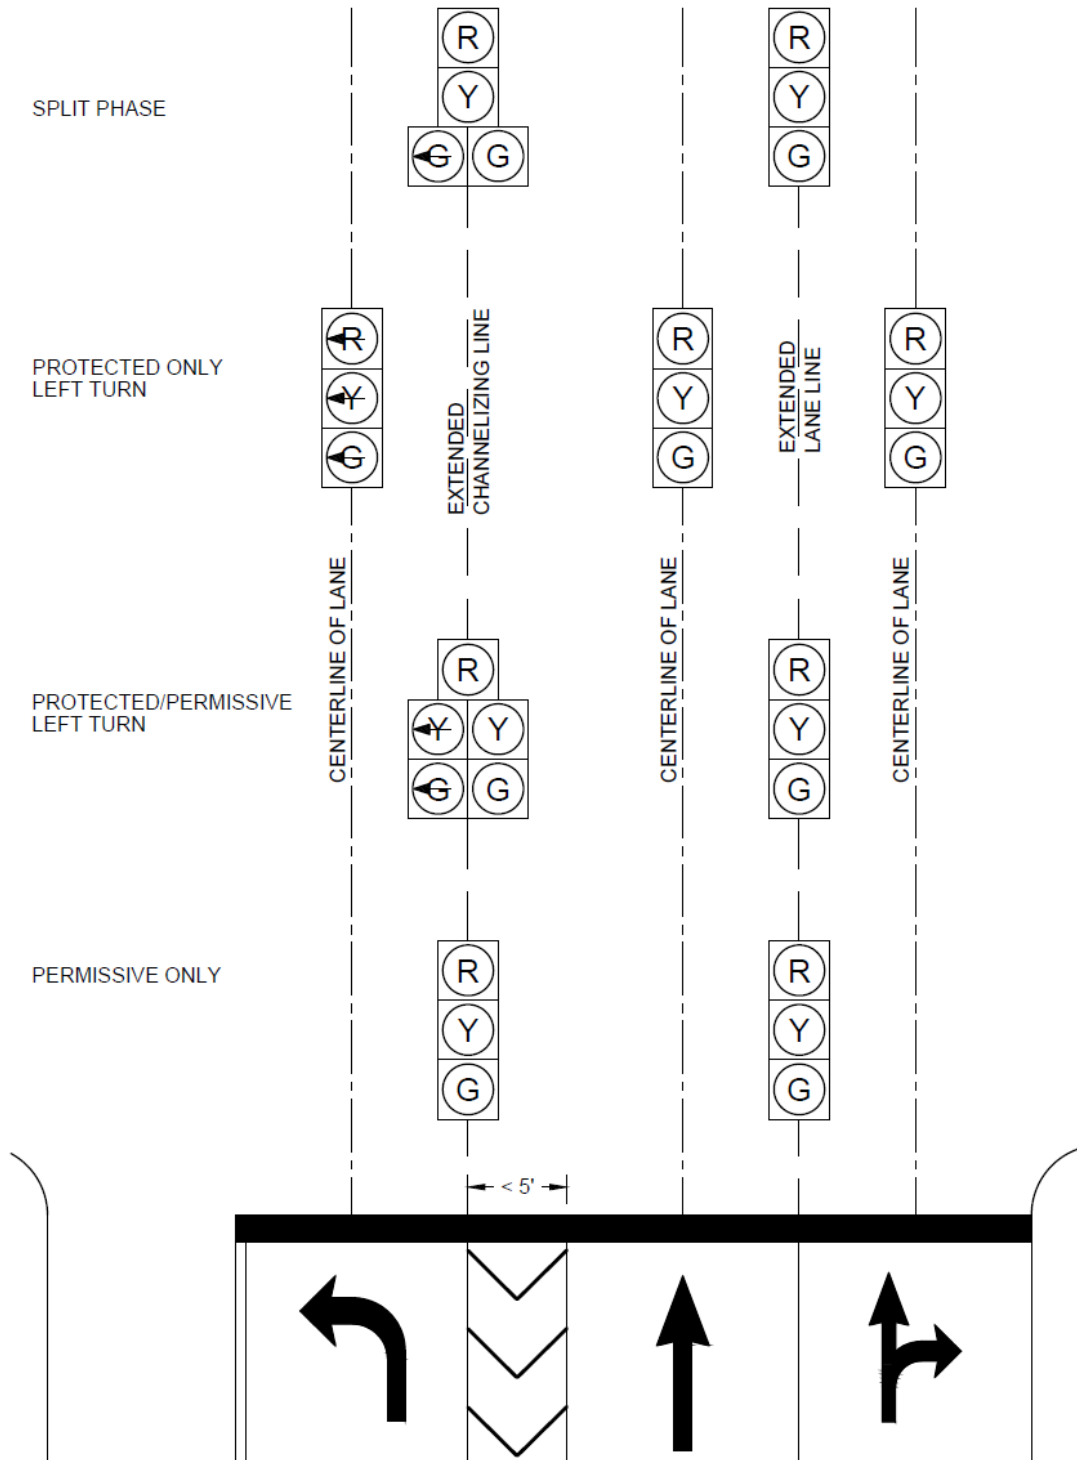 R R
SPLIT PHASE
Y Y
G G G
R R R
PROTECTED ONLY
LEFT TURN
Y Y Y
G G G
EXTENDED
CHANNELIZING LINE
EXTENDED
LANE LINE
CENTERLINE OF LANE
CENTERLINE OF LANE
CENTERLINE OF LANE
R R
PROTECTED/PERMISSIVE
LEFT TURN
Y Y Y
G G G
R R
PERMISSIVE ONLY
Y Y
G G
< 5'